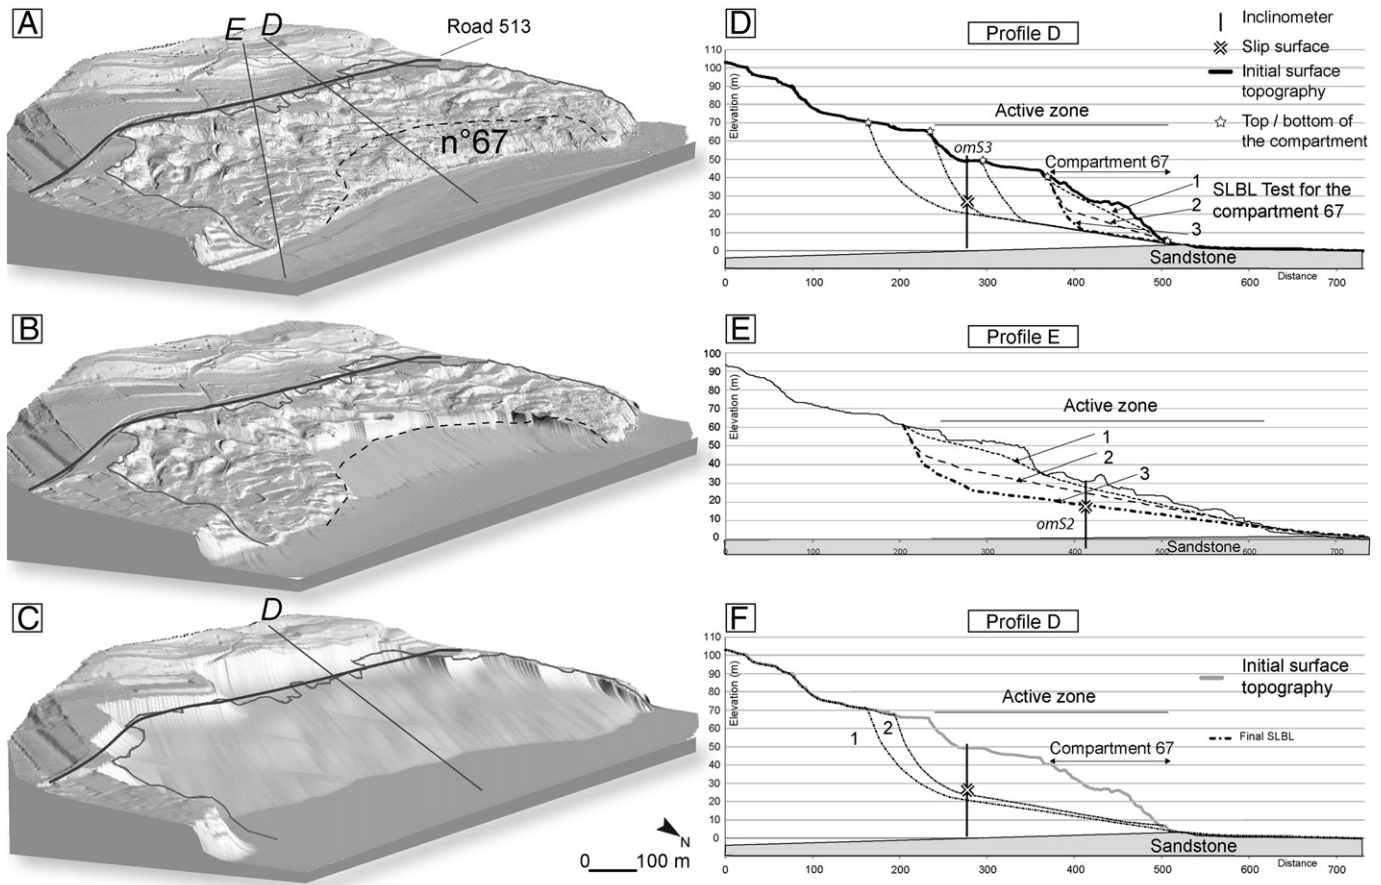 A
E D
Road 513
n°67
B
C
D
N
0 100 m
D
Profile D
Inclinometer
Slip surface
Initial surface
topography
Top / bottom of
the compartment
110
100
90
80
70
60
50
40
30
20
10
0
Elevation (m)
Active zone
omS3
Compartment 67
1
2
3
SLBL Test for the
compartment 67
Sandstone
0 100 200 300 400 500 600 700
Distance
E
Profile E
100
90
80
70
60
50
40
30
20
10
0
Elevation (m)
Active zone
1
2
3
omS2
Sandstone
0 100 200 300 400 500 600 700
F
Profile D
110
100
90
80
70
60
50
40
30
20
10
0
Elevation (m)
Initial surface
topography
Active zone
1
2
Compartment 67
Final SLBL
Sandstone
0 100 200 300 400 500 600 700
Distance